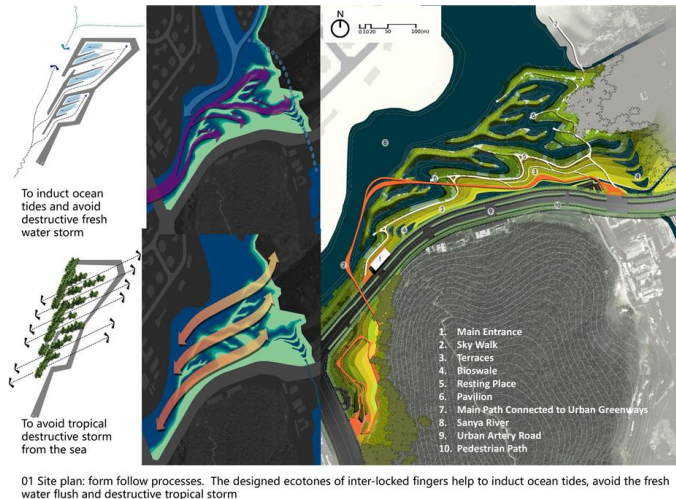 To induct ocean
tides and avoid
destructive fresh
water storm
To avoid tropical
destructive storm
from the sea
0 10 20 50 100(m)
1. Main Entrance
2. Sky Walk
3. Terraces
4. Bioswale
5. Resting Place
6. Pavilion
7. Main Path Connected to Urban Greenways
8. Sanya River
9. Urban Artery Road
10. Pedestrian Path
01 Site plan: form follow processes. The designed ecotones of inter-locked fingers help to induct ocean tides, avoid the fresh
water flush and destructive tropical storm